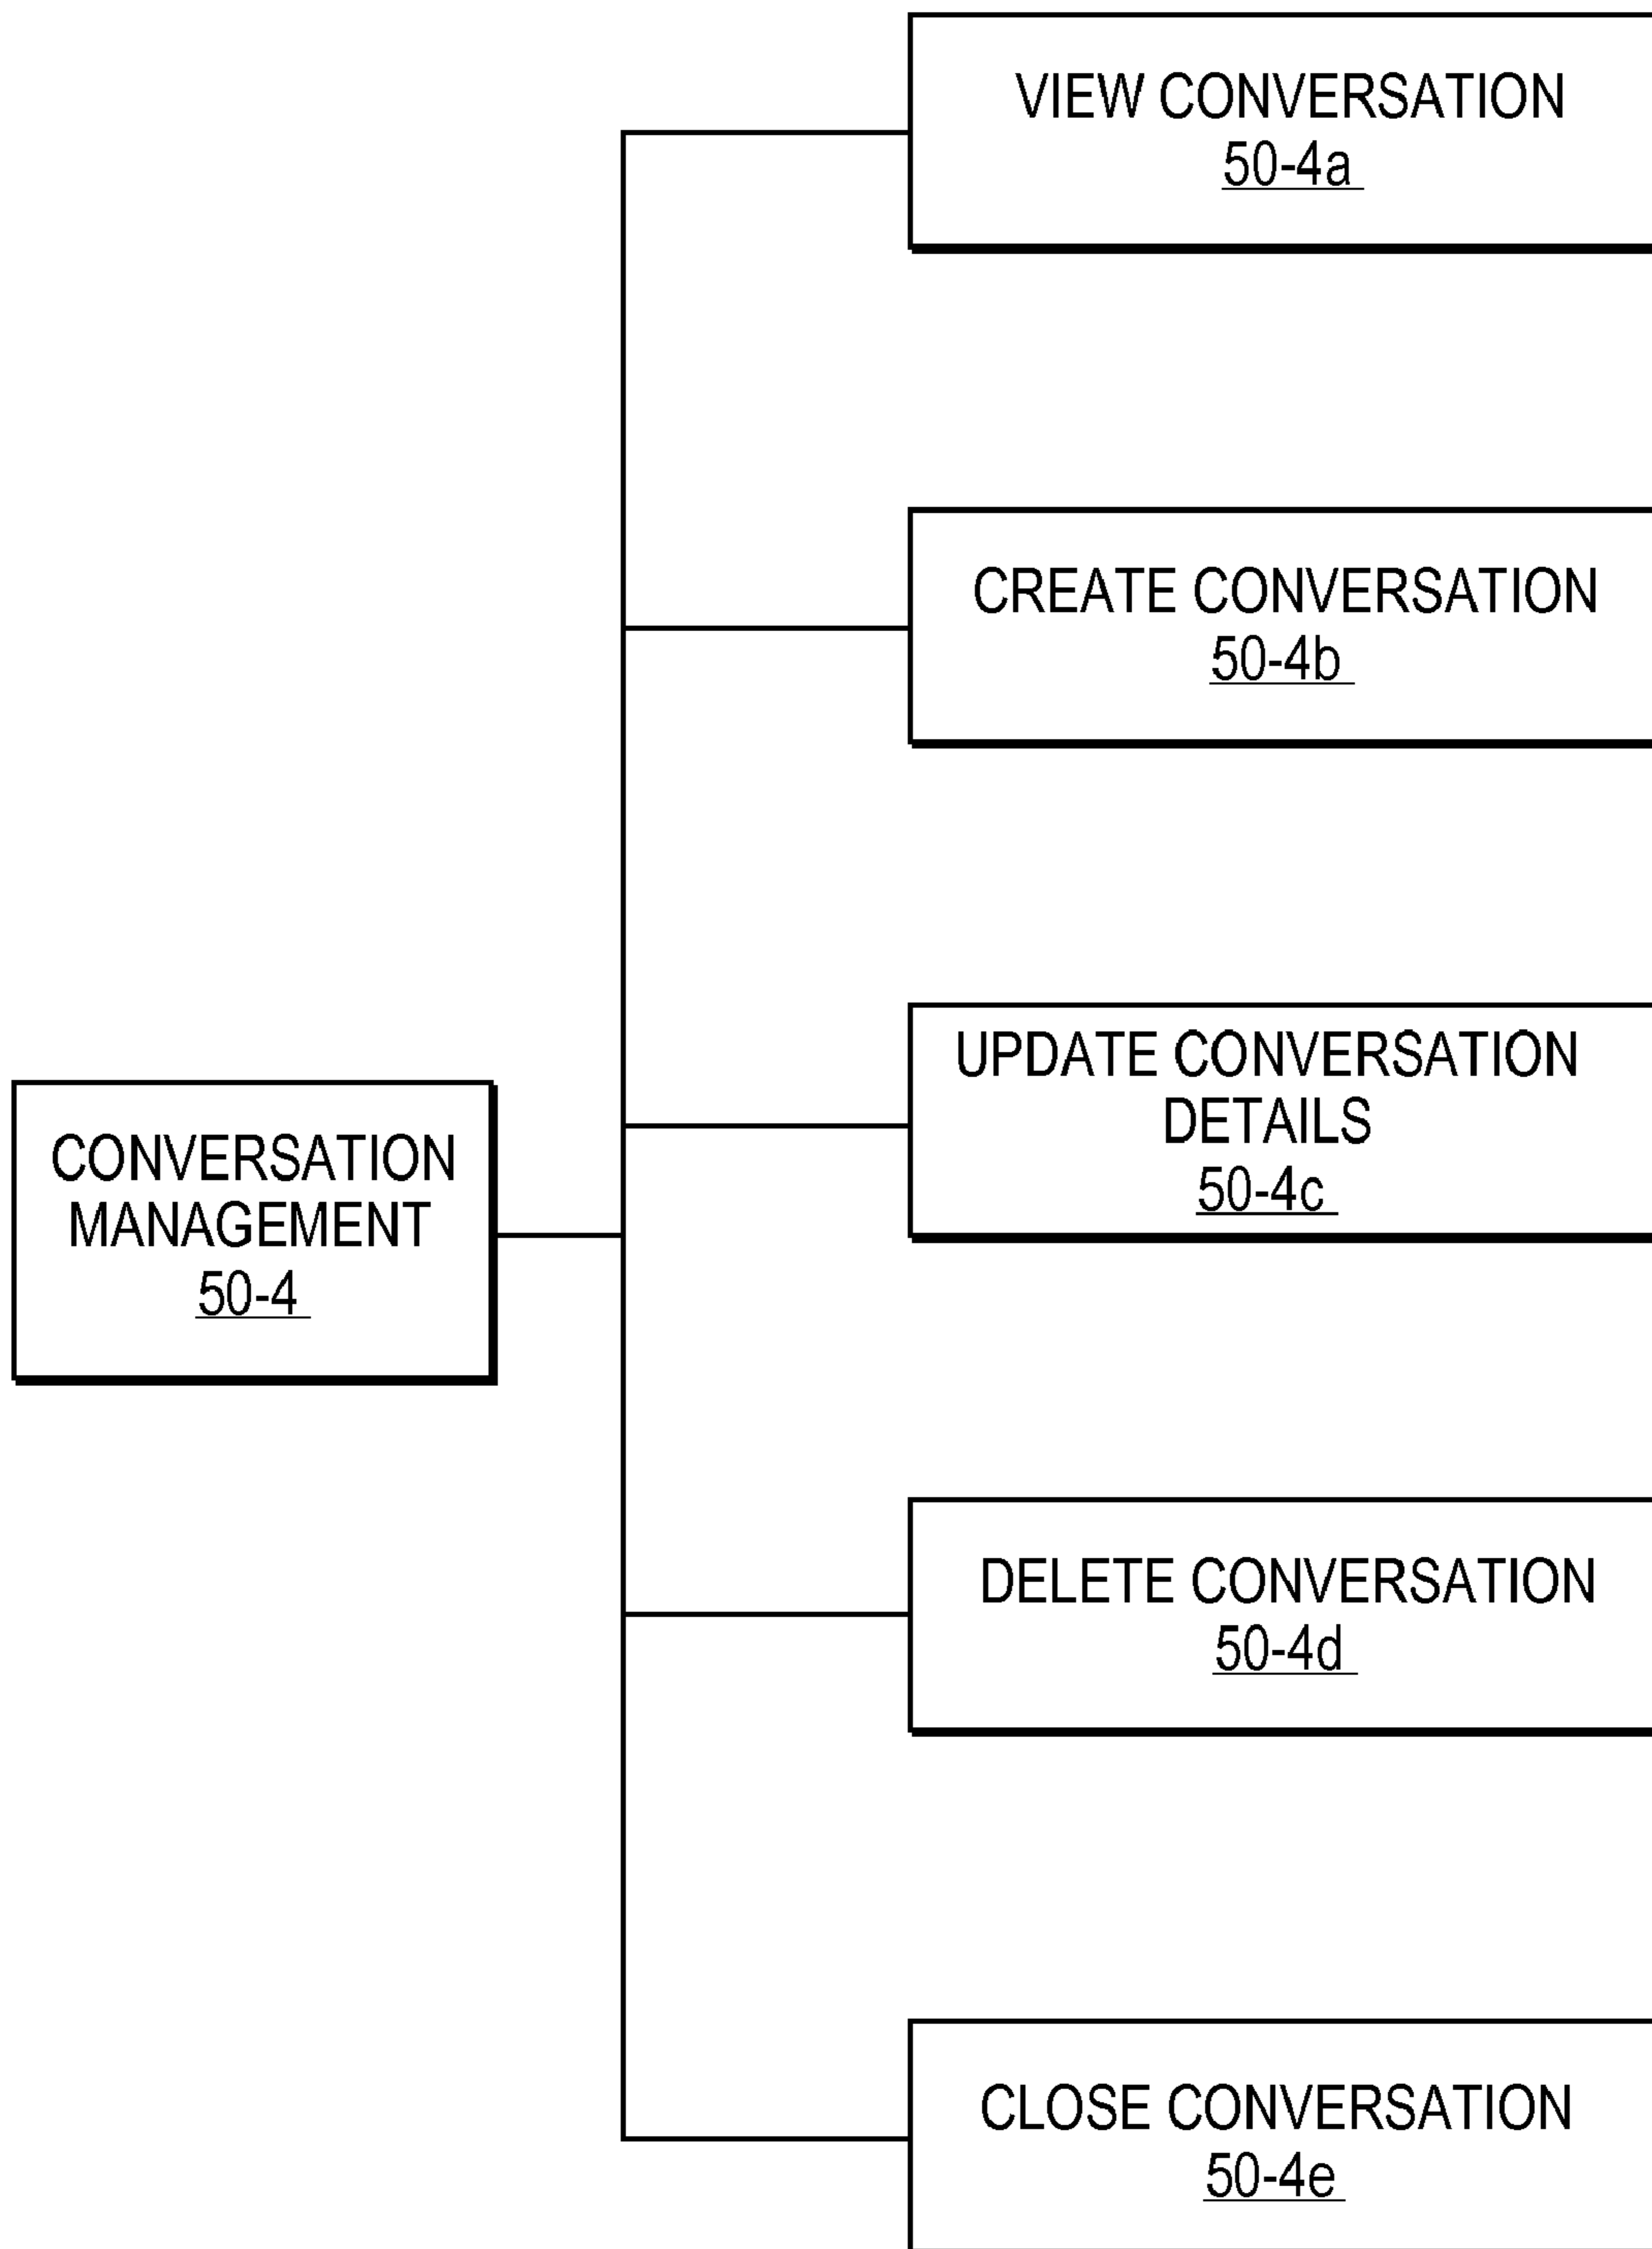 VIEW CONVERSATION
50-4a
CREATE CONVERSATION
50-4b
UPDATE CONVERSATION
DETAILS
50-4c
CONVERSATION
MANAGEMENT
50-4
DELETE CONVERSATION
50-4d
CLOSE CONVERSATION
50-4e